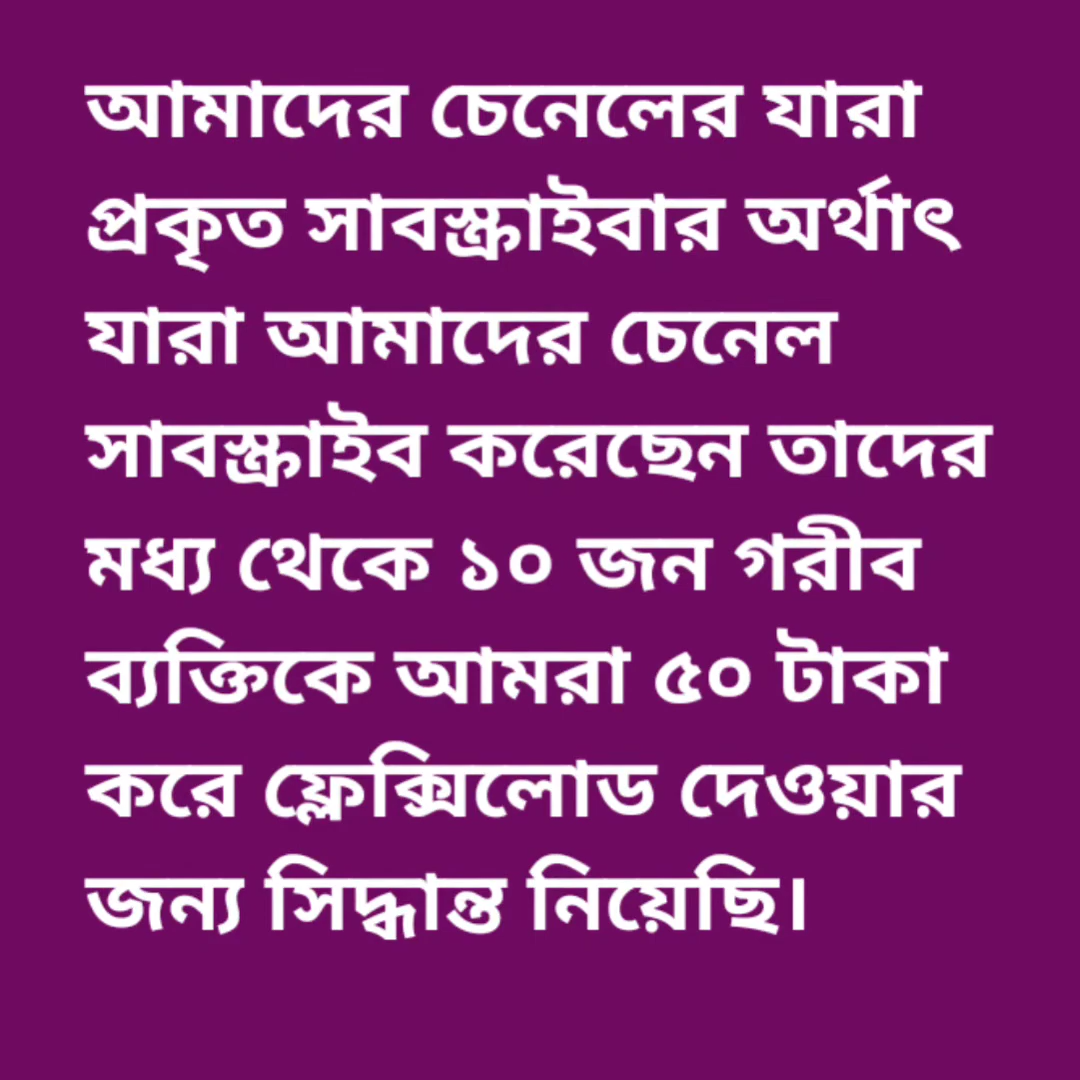 আমাদের চেনেলের যারা
প্রকৃত সাবস্ক্রাইবার অর্থাৎ
যারা আমাদের চেনেল
সাবস্ক্রাইব করেছেন তাদের
মধ্য থেকে ১০ জন গরীব
ব্যক্তিকে আমরা ৫০ টাকা
করে ফ্লেক্সিলোড দেওয়ার
জন্য সিদ্ধান্ত নিয়েছি।